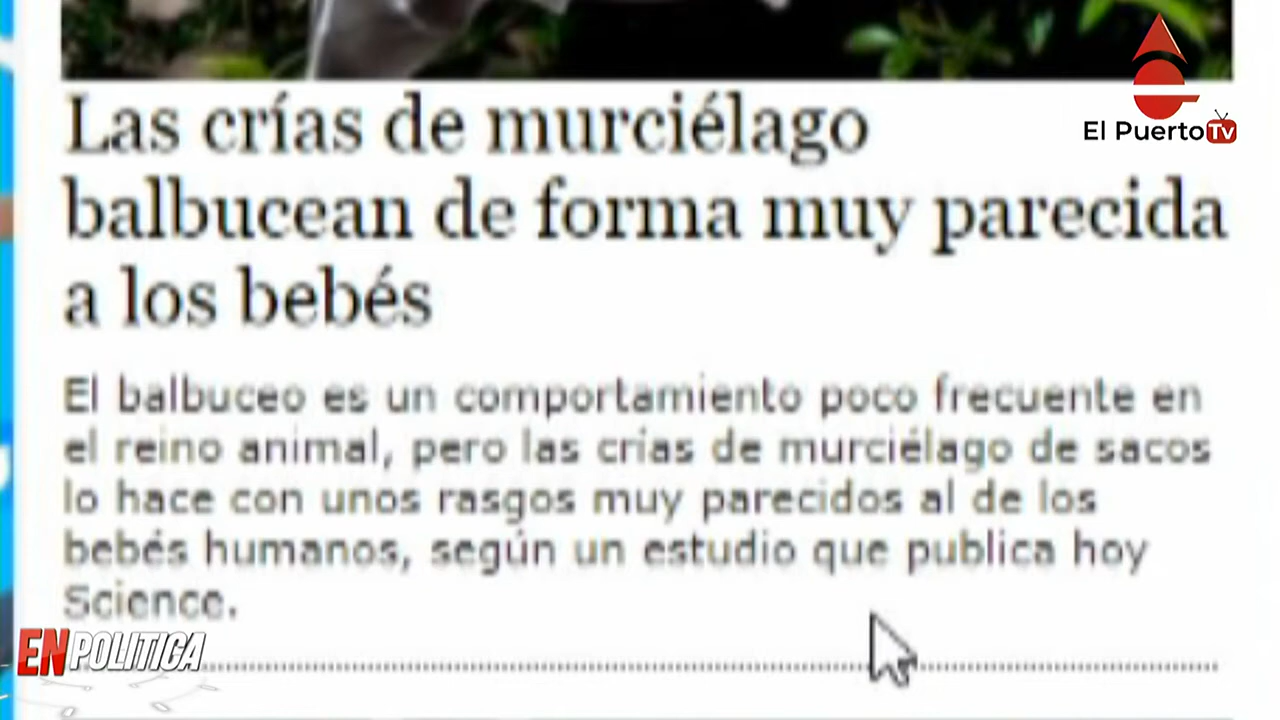 El Puerto Tv
Las crías de murciélago
balbucean de forma muy parecida
a los bebés
El balbuceo es un comportamiento poco frecuente en
el reino animal, pero las crías de murciélago de sacos
lo hace con unos rasgos muy parecidos al de los
bebés humanos, según un estudio que publica hoy
Science.
EN POLITICA